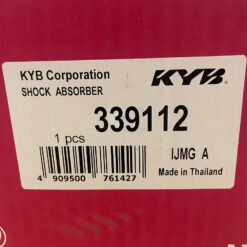 KYB Corporation
KYB
SHOCK ABSORBER
339112
1 pcs
IJMG A
Made in Thailand
4 909500 761427